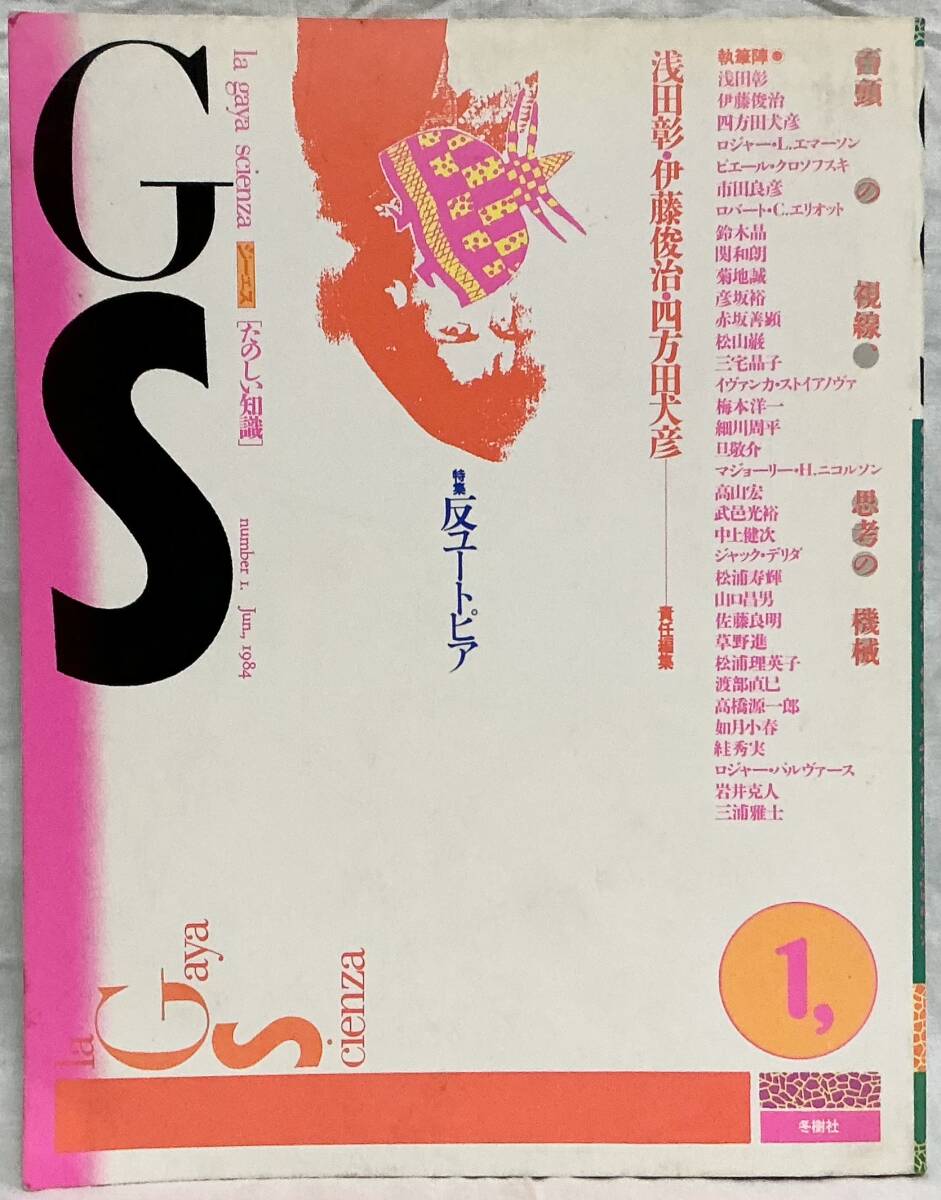 GS
la gaya scienza
ジーエス
[たのしい知識]
number 1. Jun., 1984
特集
反ユートピア
浅田彰・伊藤俊治・四方田犬彦
責任編集
執筆陣
浅田彰
伊藤俊治
四方田犬彦
ロジャー・L.エマーソン
ピエール・クロソフスキ
市田良彦
ロバート・C.エリオット
鈴木晶
関和朗
菊地誠
彦坂裕
赤坂善顕
松山巌
三宅晶子
イヴァンカ・ストイアノヴァ
梅本洋一
細川周平
旦敬介
マジョーリー・H.ニコルソン
高山宏
武邑光裕
中上健次
ジャック・デリダ
松浦寿輝
山口昌男
佐藤良明
草野進
松浦理英子
渡部直巳
高橋源一郎
如月小春
絓秀実
ロジャー・パルヴァース
岩井克人
三浦雅士
の 視線、思考の 機械
la Gaya Scienza
1,
冬樹社